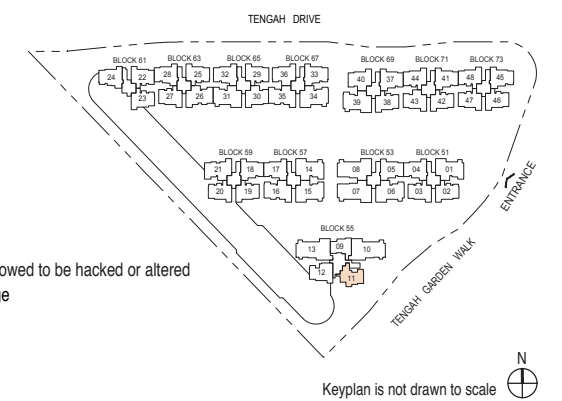 TENGAH DRIVE
BLOCK 61 BLOCK 63 BLOCK 65 BLOCK 67 BLOCK 69 BLOCK 71 BLOCK 73
24 22 28 25 32 29 36 33 40 37 44 41 48 45
23 27 26 31 30 35 34 39 38 43 42 47 46
BLOCK 59 BLOCK 57 BLOCK 53 BLOCK 51
21 18 17 14 08 05 04 01
20 19 16 15 07 06 03 02
ENTRANCE
BLOCK 55
13 09 10
12 11
TENGAH GARDEN WALK
owed to be hacked or altered
ge
N
Keyplan is not drawn to scale